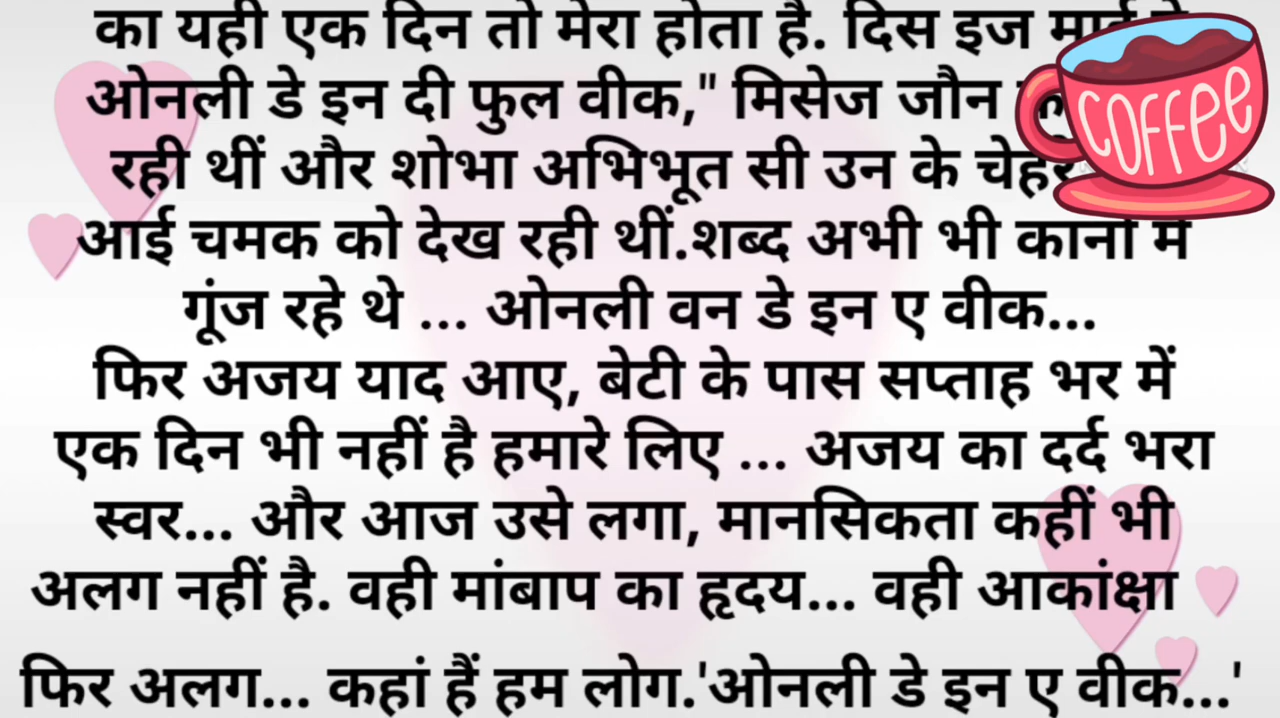 का यही एक दिन तो मेरा होता है. दिस इज
ओनली डे इन दी फुल वीक," मिसेज जौन
COFFEE
रही थीं और शोभा अभिभूत सी उन के
आई चमक को देख रही थीं.शब्द अभी भी कानों में
गूंज रहे थे ... ओनली वन डे इन ए वीक...
फिर अजय याद आए, बेटी के पास सप्ताह भर में
एक दिन भी नहीं है हमारे लिए ... अजय का दर्द भरा
स्वर... और आज उसे लगा, मानसिकता कहीं भी
अलग नहीं है. वही मांबाप का हृदय... वही आकांक्षा
फिर अलग... कहां हैं हम लोग.'ओनली डे इन ए वीक...'